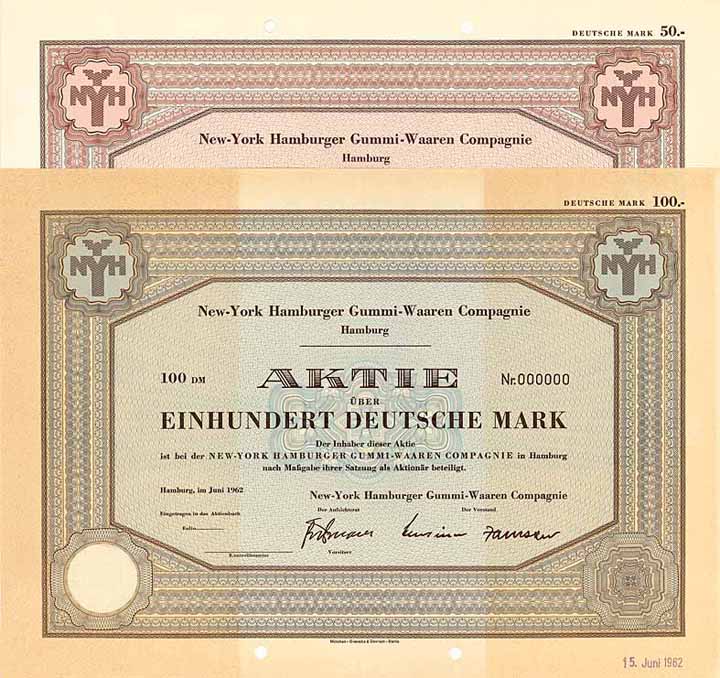 DEUTSCHE MARK 50.-
NYH NYH
New-York Hamburger Gummi-Waaren Compagnie
Hamburg
DEUTSCHE MARK 100.-
NYH NYH
New-York Hamburger Gummi-Waaren Compagnie
Hamburg
100 DM AKTIE Nr.000000
ÜBER
EINHUNDERT DEUTSCHE MARK
Der Inhaber dieser Aktie
ist bei der NEW-YORK HAMBURGER GUMMI-WAAREN COMPAGNIE in Hamburg
nach Maßgabe ihrer Satzung als Aktionär beteiligt.
Hamburg, im Juni 1962 New-York Hamburger Gummi-Waaren Compagnie
Eingetragen in das Aktienbuch Der Aufsichtsrat Der Vorstand
Folio
Kontrollbeamter Vorsitzer
15. Juni 1962